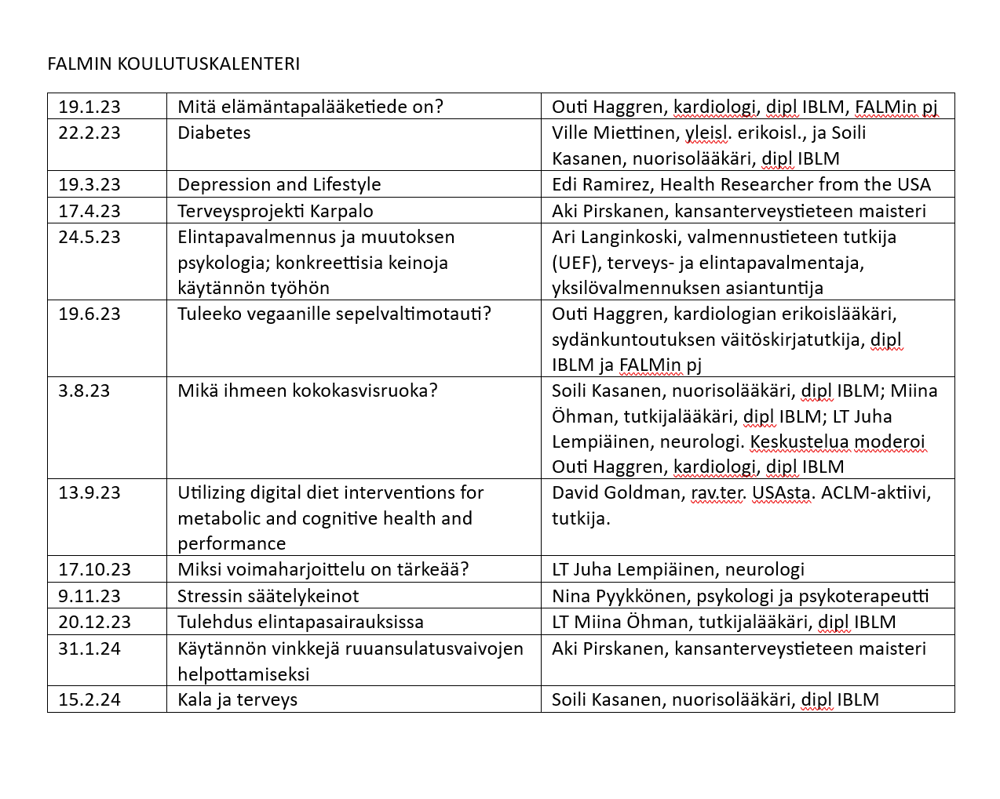 FALMIN KOULUTUSKALENTERI
19.1.23 Mitä elämäntapalääketiede on? Outi Haggren, kardiologi, dipl IBLM, FALMin pj
22.2.23 Diabetes Ville Miettinen, yleisl. erikoisl., ja Soili
Kasanen, nuorisolääkäri, dipl IBLM
19.3.23 Depression and Lifestyle Edi Ramirez, Health Researcher from the USA
17.4.23 Terveysprojekti Karpalo Aki Pirskanen, kansanterveystieteen maisteri
24.5.23 Elintapavalmennus ja muutoksen Ari Langinkoski, valmennustieteen tutkija
psykologia; konkreettisia keinoja (UEF), terveys- ja elintapavalmentaja,
käytännön työhön yksilövalmennuksen asiantuntija
19.6.23 Tuleeko vegaanille sepelvaltimotauti? Outi Haggren, kardiologian erikoislääkäri,
sydänkuntoutuksen väitöskirjatutkija, dipl
IBLM ja FALMin pj
3.8.23 Mikä ihmeen kokokasvisruoka? Soili Kasanen, nuorisolääkäri, dipl IBLM; Miina
Öhman, tutkijalääkäri, dipl IBLM; LT Juha
Lempiäinen, neurologi. Keskustelua moderoi
Outi Haggren, kardiologi, dipl IBLM
13.9.23 Utilizing digital diet interventions for David Goldman, rav.ter. USAsta. ACLM-aktiivi,
metabolic and cognitive health and tutkija.
performance
17.10.23 Miksi voimaharjoittelu on tärkeää? LT Juha Lempiäinen, neurologi
9.11.23 Stressin säätelykeinot Nina Pyykkönen, psykologi ja psykoterapeutti
20.12.23 Tulehdus elintapasairauksissa LT Miina Öhman, tutkijalääkäri, dipl IBLM
31.1.24 Käytännön vinkkejä ruuansulatusvaivojen Aki Pirskanen, kansanterveystieteen maisteri
helpottamiseksi
15.2.24 Kala ja terveys Soili Kasanen, nuorisolääkäri, dipl IBLM